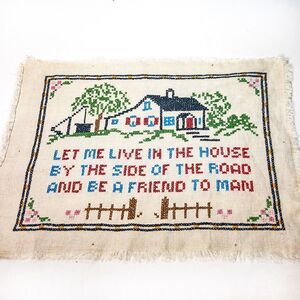 LET ME LIVE IN THE HOUSE
BY THE SIDE OF THE ROAD
AND BE A FRIEND TO MAN